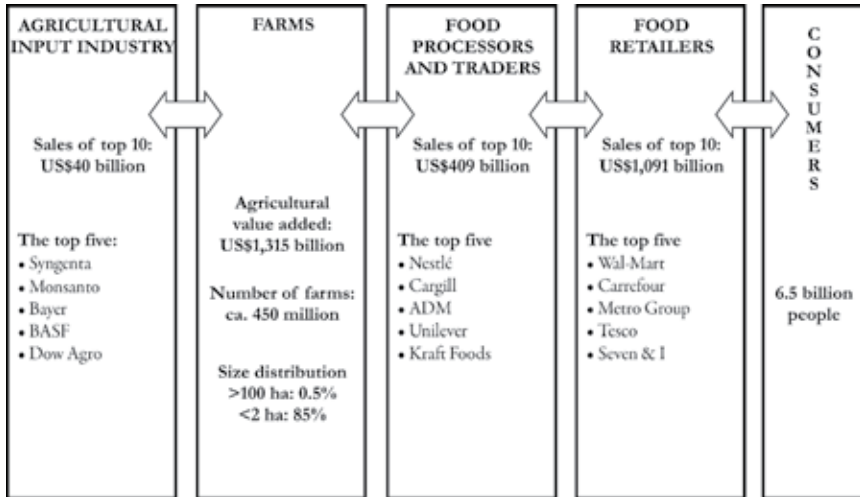 AGRICULTURAL
INPUT INDUSTRY
Sales of top 10:
US$40 billion
The top five:
• Syngenta
• Monsanto
• Bayer
• BASF
• Dow Agro
FARMS
Agricultural
value added:
US$1,315 billion
Number of farms:
ca. 450 million
Size distribution
>100 ha: 0.5%
<2 ha: 85%
FOOD
PROCESSORS
AND TRADERS
Sales of top 10:
US$409 billion
The top five
• Nestlé
• Cargill
• ADM
• Unilever
• Kraft Foods
FOOD
RETAILERS
Sales of top 10:
US$1,091 billion
The top five
• Wal-Mart
• Carrefour
• Metro Group
• Tesco
• Seven & I
CONSUMERS
6.5 billion
people